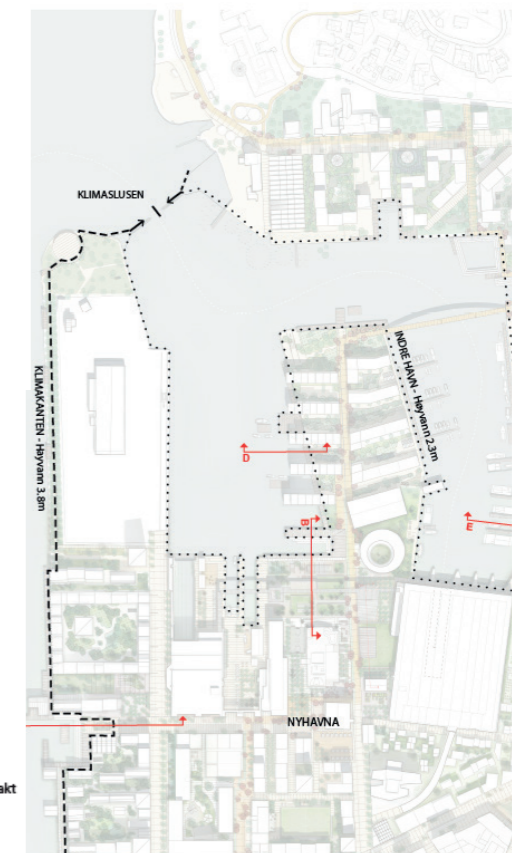 KLIMASLUSEN
KLIMAKANTEN - Høyvann 3.8m
INDRE HAVN - Høyvann 2.3m
D
B
E
NYHAVNA
akt